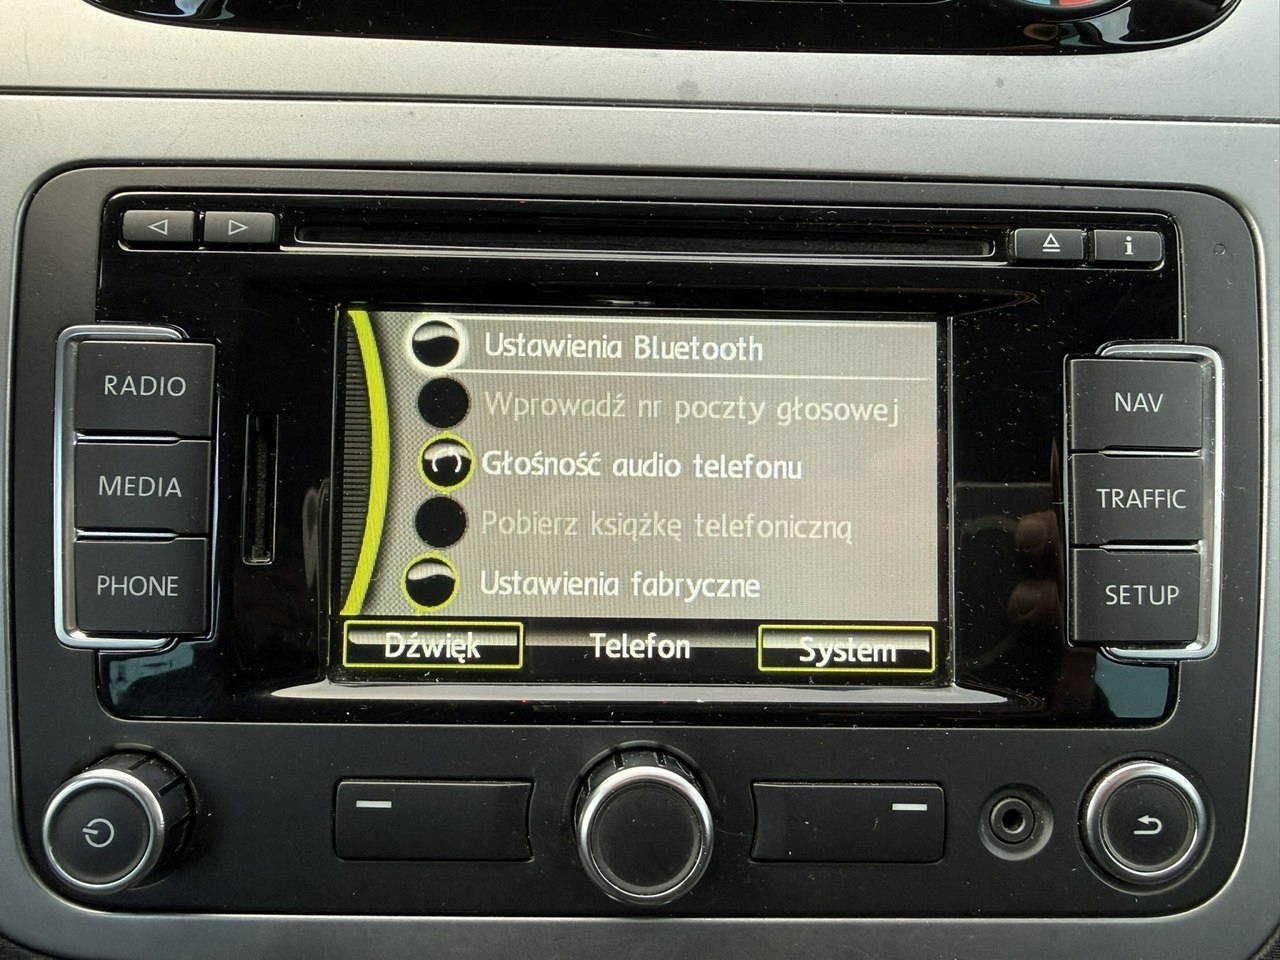 i
RADIO
MEDIA
PHONE
Ustawienia Bluetooth
Wprowadź nr poczty głosowej
Głośność audio telefonu
Pobierz książkę telefoniczną
Ustawienia fabryczne
Dźwięk Telefon System
NAV
TRAFFIC
SETUP